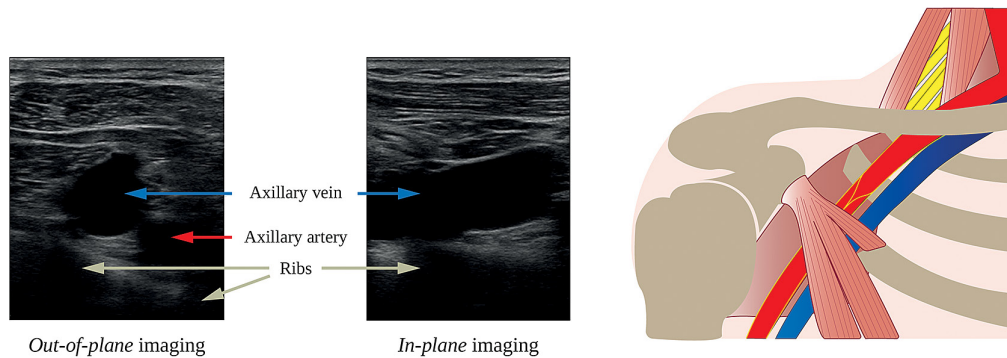 Axillary vein
Axillary artery
Ribs
Out-of-plane imaging
In-plane imaging